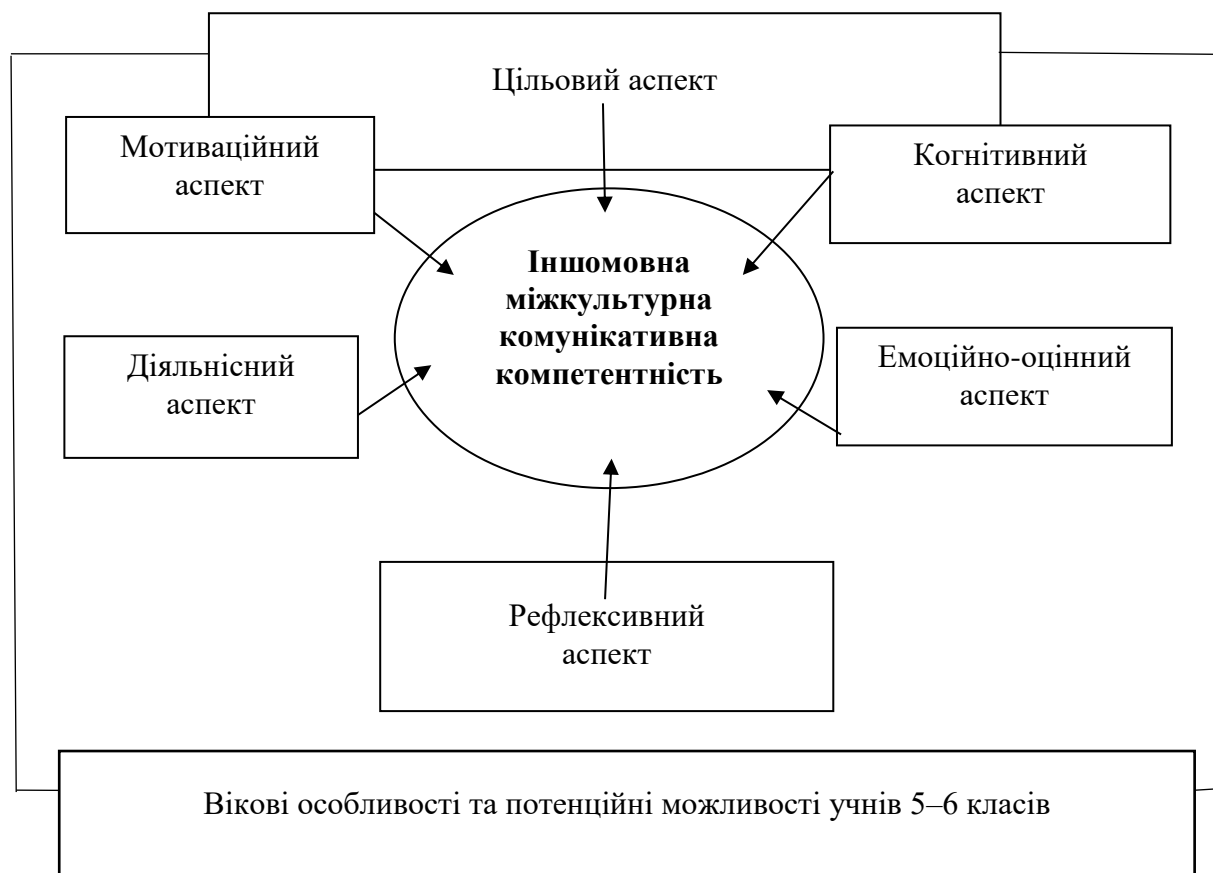 Цільовий аспект
Мотиваційний
аспект
Когнітивний
аспект
Іншомовна
міжкультурна
комунікативна
компетентність
Діяльнісний
аспект
Емоційно-оцінний
аспект
Рефлексивний
аспект
Вікові особливості та потенційні можливості учнів 5–6 класів